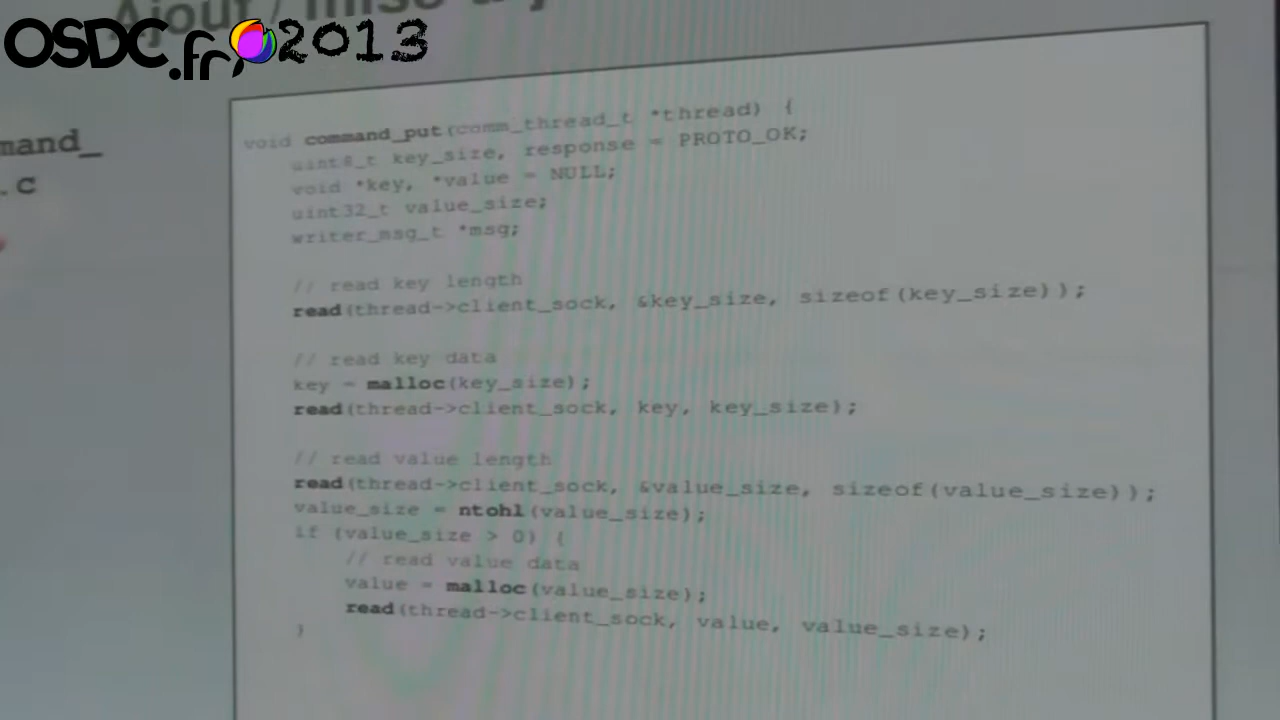 Ajout / mise à j
OSDC.fr 2013
mand_
.c
void command_put(comm_thread_t *thread) {
uint8_t key_size, response = PROTO_OK;
void *key, *value = NULL;
uint32_t value_size;
writer_msg_t *msg;
// read key length
read(thread->client_sock, &key_size, sizeof(key_size));
// read key data
key = malloc(key_size);
read(thread->client_sock, key, key_size);
// read value length
read(thread->client_sock, &value_size, sizeof(value_size));
value_size = ntohl(value_size);
if (value_size > 0) {
// read value data
value = malloc(value_size);
read(thread->client_sock, value, value_size);
}